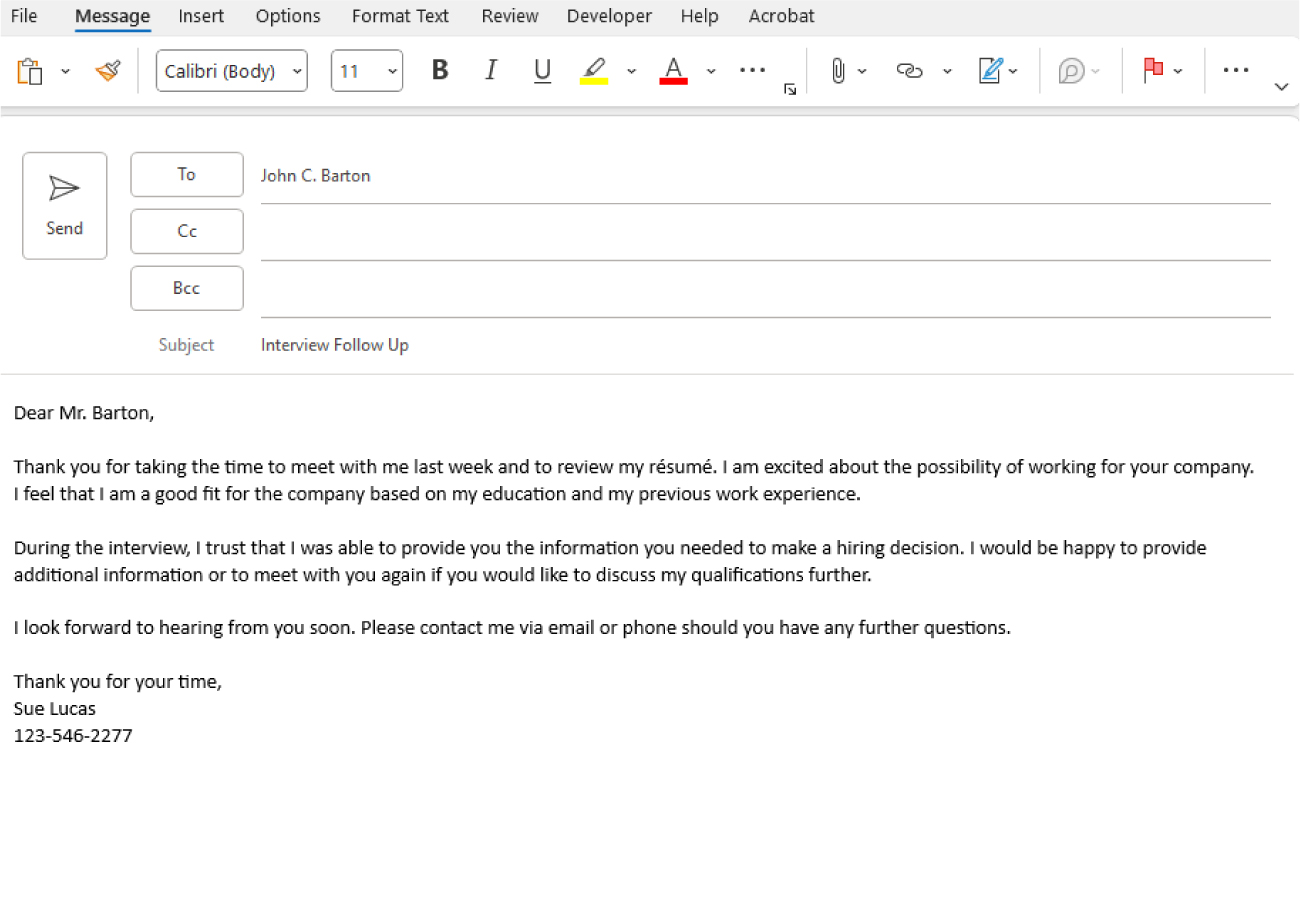 File Message Insert Options Format Text Review Developer Help Acrobat
Calibri (Body) 11 B I U A
Send
To John C. Barton
Cc
Bcc
Subject Interview Follow Up
Dear Mr. Barton,
Thank you for taking the time to meet with me last week and to review my résumé. I am excited about the possibility of working for your company.
I feel that I am a good fit for the company based on my education and my previous work experience.
During the interview, I trust that I was able to provide you the information you needed to make a hiring decision. I would be happy to provide
additional information or to meet with you again if you would like to discuss my qualifications further.
I look forward to hearing from you soon. Please contact me via email or phone should you have any further questions.
Thank you for your time,
Sue Lucas
123-546-2277